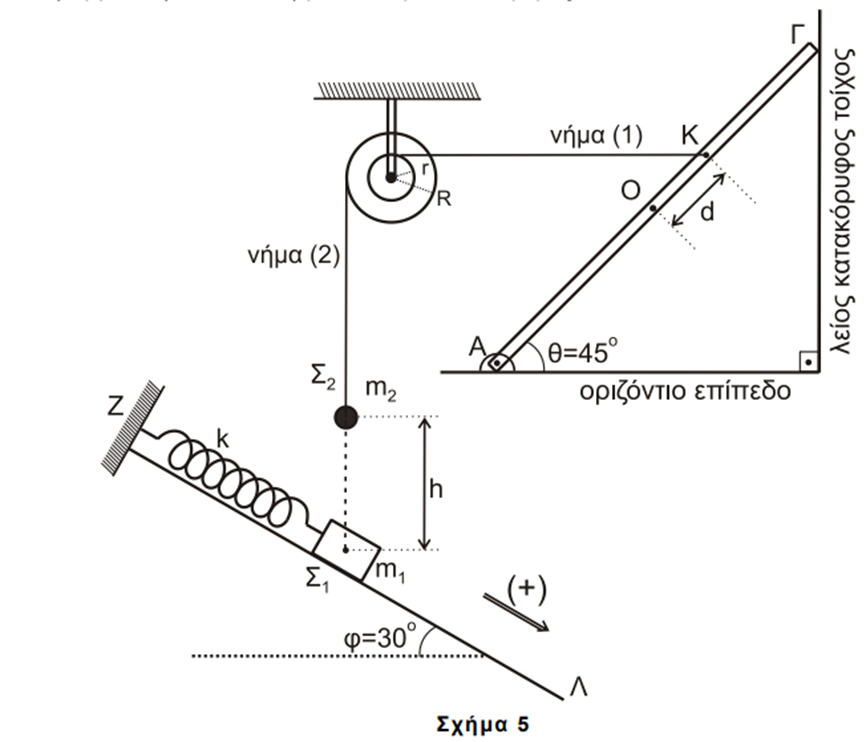 Γ
λείος κατακόρυφος τοίχος
νήμα (1)
K
r
R
O
d
νήμα (2)
A
θ=45°
οριζόντιο επίπεδο
Σ₂
m₂
Z
k
h
Σ₁
m₁
(+)
φ=30°
Λ
Σχήμα 5